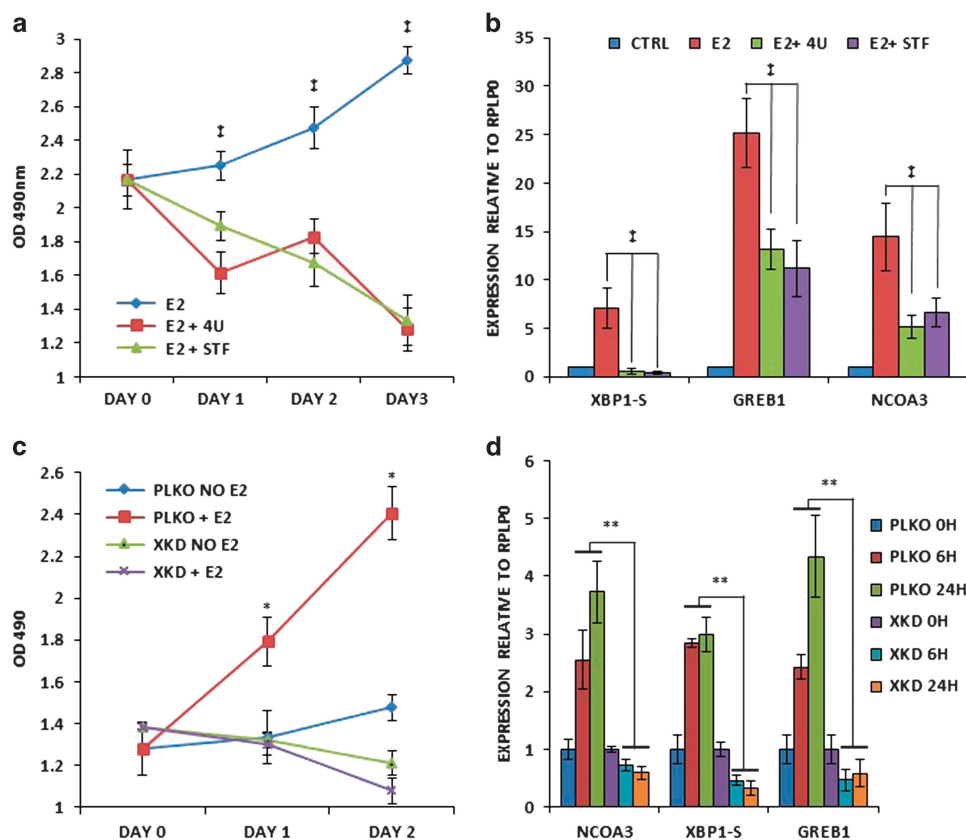 a
3
2.8
2.6
2.4
2.2
2
1.8
1.6
1.4
1.2
1
OD 490nm
E2
E2 + 4U
E2 + STF
DAY 0 DAY 1 DAY 2 DAY3
‡ ‡ ‡
b
CTRL E2 E2+ 4U E2+ STF
35
30
25
20
15
10
5
0
EXPRESSION RELATIVE TO RPLP0
‡ ‡ ‡
XBP1-S GREB1 NCOA3
c
2.6
2.4
2.2
2
1.8
1.6
1.4
1.2
1
OD490
PLKO NO E2
PLKO + E2
XKD NO E2
XKD + E2
* *
DAY 0 DAY 1 DAY 2
d
6
5
4
3
2
1
0
EXPRESSION RELATIVE TO RPLP0
** ** **
PLKO 0H
PLKO 6H
PLKO 24H
XKD 0H
XKD 6H
XKD 24H
NCOA3 XBP1-S GREB1